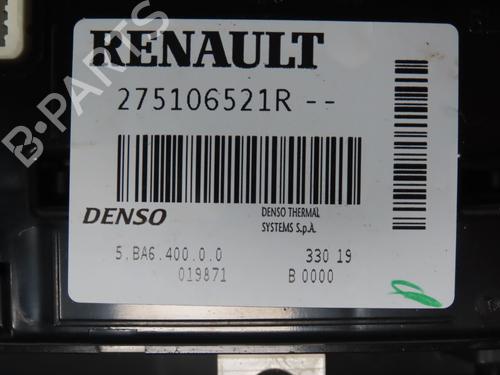 RENAULT
275106521R --
DENSO
DENSO THERMAL
SYSTEMS S.p.A.
5.BA6.400.0.0
330 19
019871
B 0000
B-PARTS